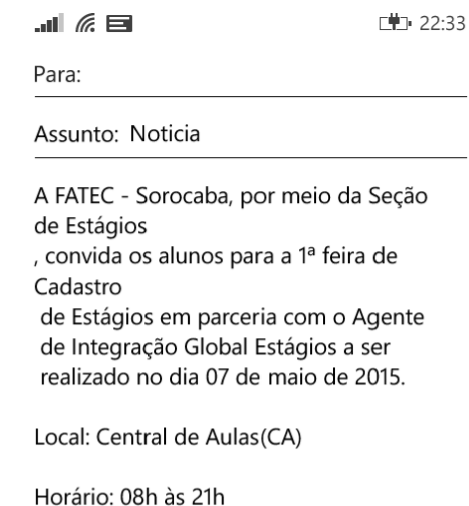 22:33
Para:
Assunto: Noticia
A FATEC - Sorocaba, por meio da Seção
de Estágios
, convida os alunos para a 1ª feira de
Cadastro
de Estágios em parceria com o Agente
de Integração Global Estágios a ser
realizado no dia 07 de maio de 2015.
Local: Central de Aulas(CA)
Horário: 08h às 21h